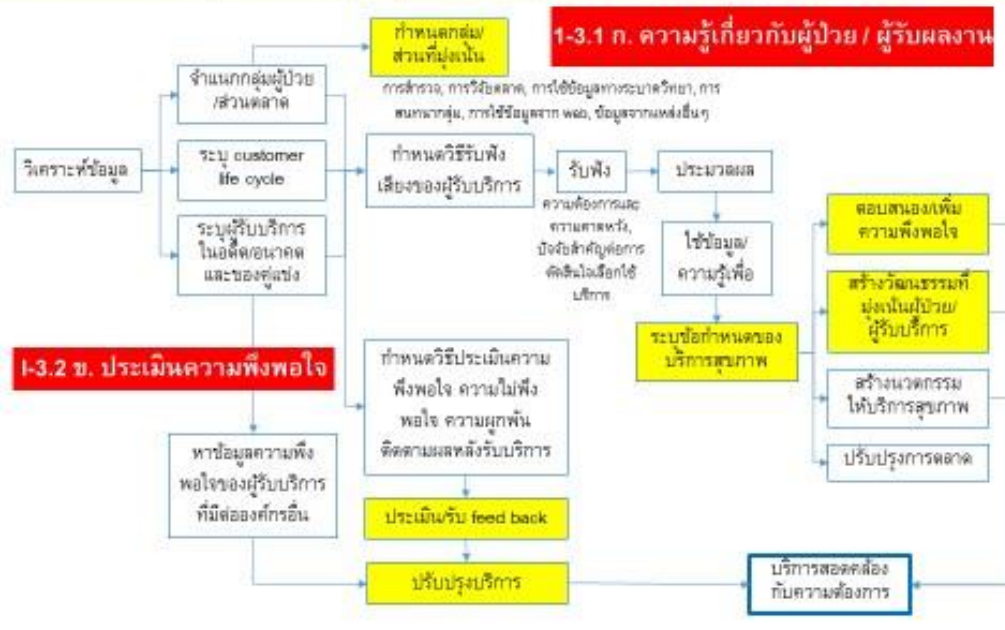 1-3.1 ก. ความรู้เกี่ยวกับผู้ป่วย / ผู้รับผลงาน
กำหนดกลุ่ม/
ส่วนที่มุ่งเน้น
จำแนกกลุ่มผู้ป่วย
/ส่วนตลาด
การสำรวจ, การวิจัยตลาด, การใช้ข้อมูลทางระบาดวิทยา, การ
สนทนากลุ่ม, การใช้ข้อมูลจาก web, ข้อมูลจากแหล่งอื่นๆ
วิเคราะห์ข้อมูล
ระบุ customer
life cycle
กำหนดวิธีรับฟัง
เสียงของผู้รับบริการ
รับฟัง
ประมวลผล
ความต้องการและ
ความคาดหวัง,
ปัจจัยสำคัญต่อการ
ตัดสินใจเลือกใช้
บริการ
ระบุผู้รับบริการ
ในอดีต/อนาคต
และของคู่แข่ง
ใช้ข้อมูล/
ความรู้เพื่อ
ตอบสนอง/เพิ่ม
ความพึงพอใจ
สร้างวัฒนธรรมที่
มุ่งเน้นผู้ป่วย/
ผู้รับบริการ
ระบุข้อกำหนดของ
บริการสุขภาพ
สร้างนวตกรรม
ให้บริการสุขภาพ
ปรับปรุงการตลาด
I-3.2 ข. ประเมินความพึงพอใจ
กำหนดวิธีประเมินความ
พึงพอใจ ความไม่พึง
พอใจ ความผูกพัน
ติดตามผลหลังรับบริการ
หาข้อมูลความพึง
พอใจของผู้รับบริการ
ที่มีต่อองค์กรอื่น
ประเมิน/รับ feed back
ปรับปรุงบริการ
บริการสอดคล้อง
กับความต้องการ